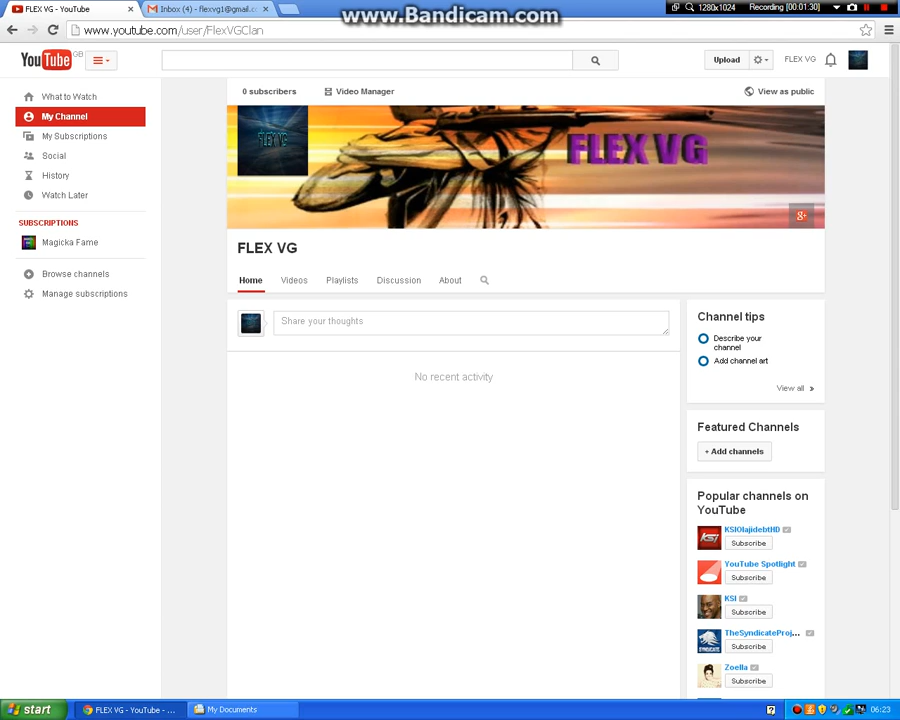 FLEX VG - YouTube
Inbox (4) - flexvg1@gmail.c
www.Bandicam.com
1280x1024
Recording [00:01:30]
www.youtube.com/user/FlexVGClan
YouTube GB
Upload
FLEX VG
What to Watch
My Channel
My Subscriptions
Social
History
Watch Later
SUBSCRIPTIONS
Magicka Fame
Browse channels
Manage subscriptions
0 subscribers
Video Manager
View as public
FLEX VG
FLEX VG
FLEX VG
Home
Videos
Playlists
Discussion
About
Share your thoughts
No recent activity
Channel tips
Describe your
channel
Add channel art
View all
Featured Channels
+ Add channels
Popular channels on
YouTube
KSIOlajidebtHD
Subscribe
YouTube Spotlight
Subscribe
KSI
Subscribe
TheSyndicateProj...
Subscribe
Zoella
Subscribe
start
FLEX VG - YouTube - ...
My Documents
06:23